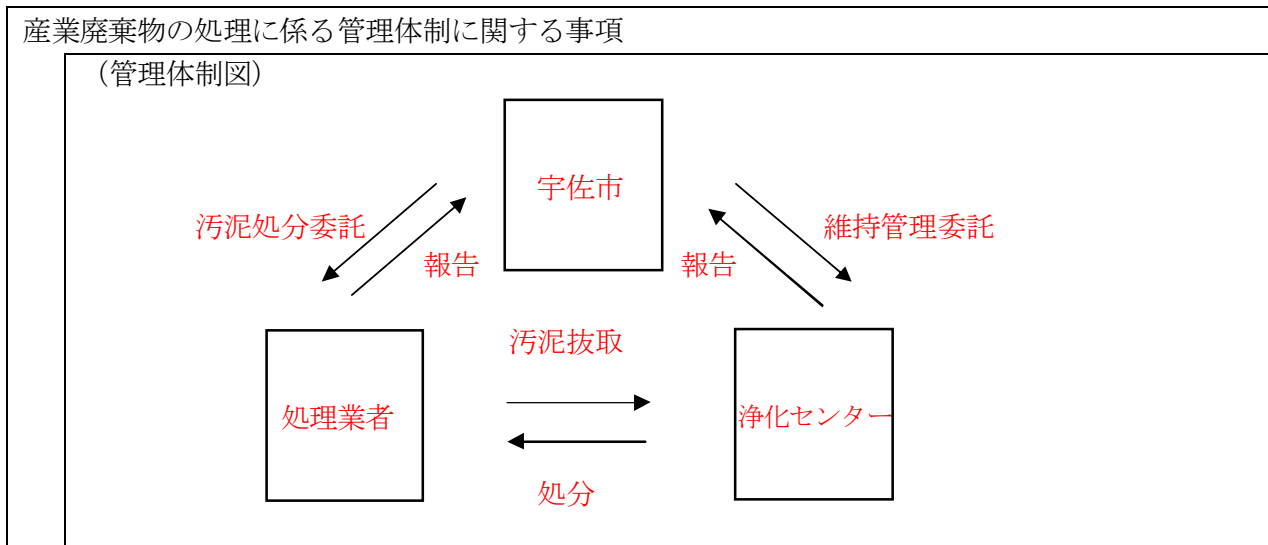 産業廃棄物の処理に係る管理体制に関する事項
（管理体制図）
宇佐市
汚泥処分委託
維持管理委託
報告
報告
汚泥抜取
処理業者
浄化センター
処分